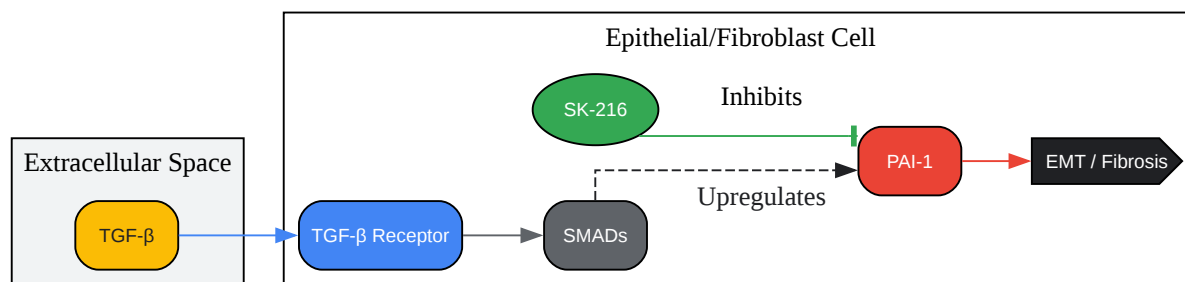 Epithelial/Fibroblast Cell
SK-216
Inhibits
Extracellular Space
PAI-1
EMT / Fibrosis
Upregulates
TGF-β
TGF-β Receptor
SMADs